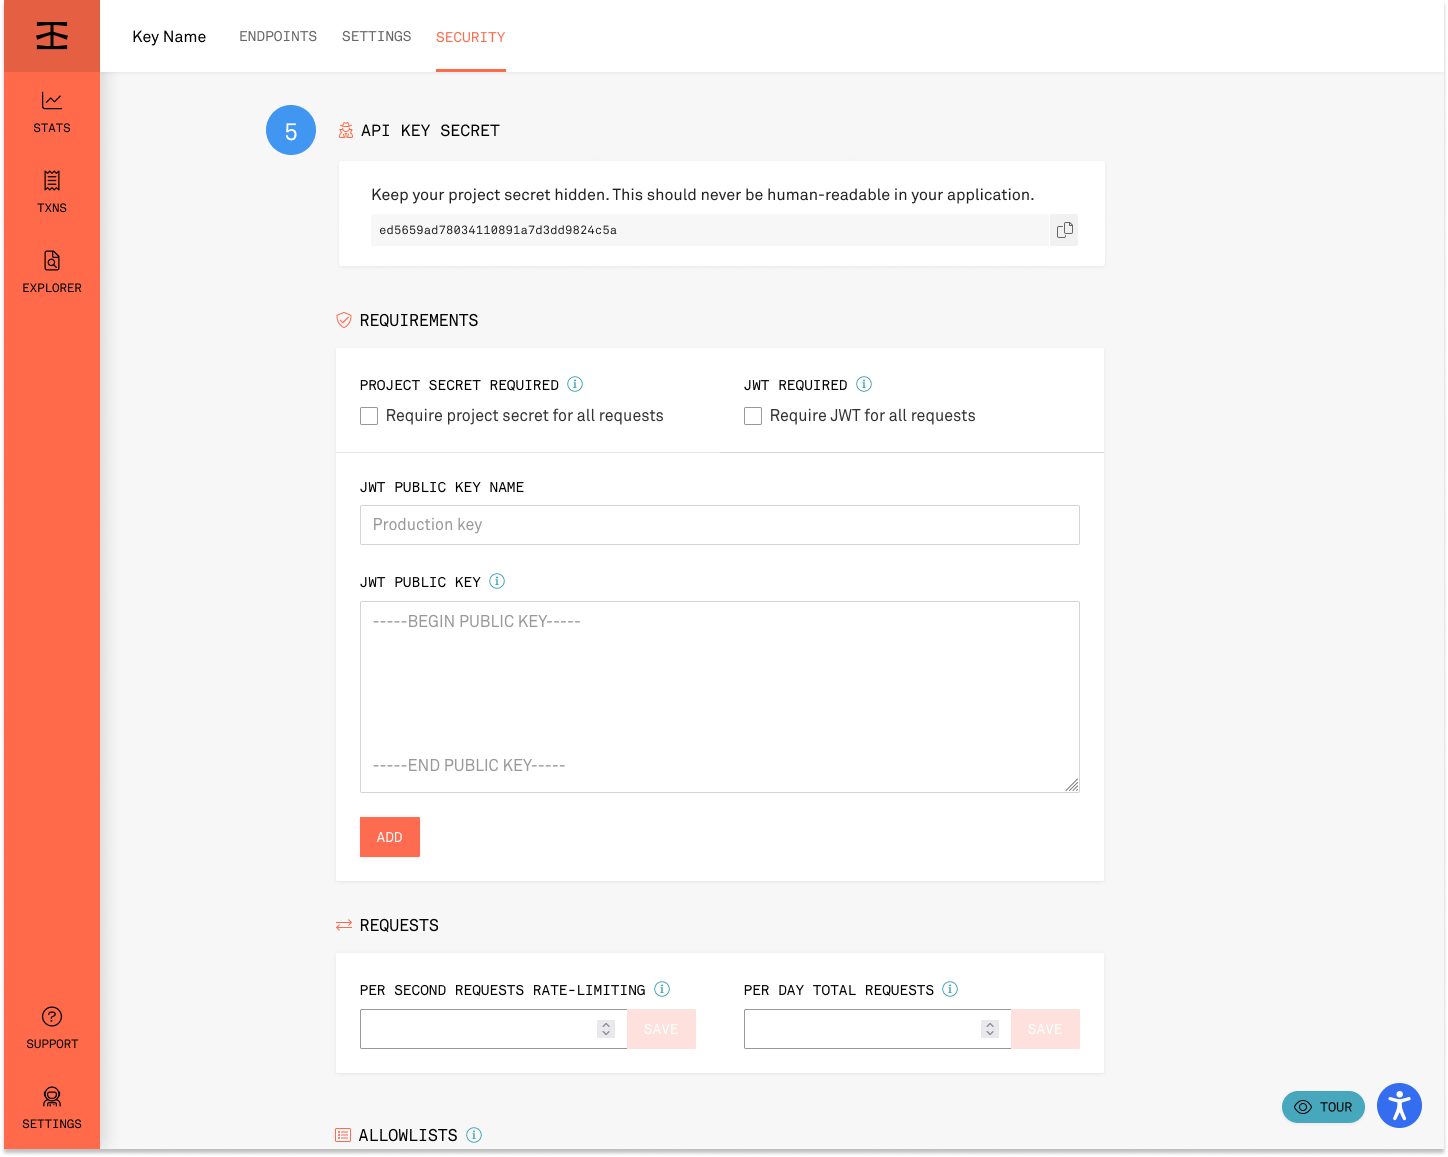 Key Name
ENDPOINTS
SETTINGS
SECURITY
STATS
TXNS
EXPLORER
SUPPORT
SETTINGS
5
API KEY SECRET
Keep your project secret hidden. This should never be human-readable in your application.
ed5659ad78034110891a7d3dd9824c5a
REQUIREMENTS
PROJECT SECRET REQUIRED
Require project secret for all requests
JWT REQUIRED
Require JWT for all requests
JWT PUBLIC KEY NAME
Production key
JWT PUBLIC KEY
-----BEGIN PUBLIC KEY-----
-----END PUBLIC KEY-----
ADD
REQUESTS
PER SECOND REQUESTS RATE-LIMITING
SAVE
PER DAY TOTAL REQUESTS
SAVE
ALLOWLISTS
TOUR